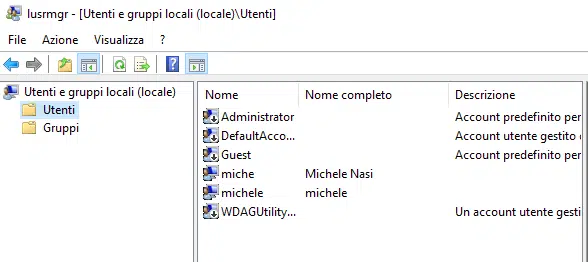 lusrmgr - [Utenti e gruppi locali (locale)\Utenti]
File Azione Visualizza ?
Utenti e gruppi locali (locale)
Utenti
Gruppi
Nome Nome completo Descrizione
Administrator Account predefinito per
DefaultAcco... Account utente gestito
Guest Account predefinito per
miche Michele Nasi
michele michele
WDAGUtility... Un account utente gesti